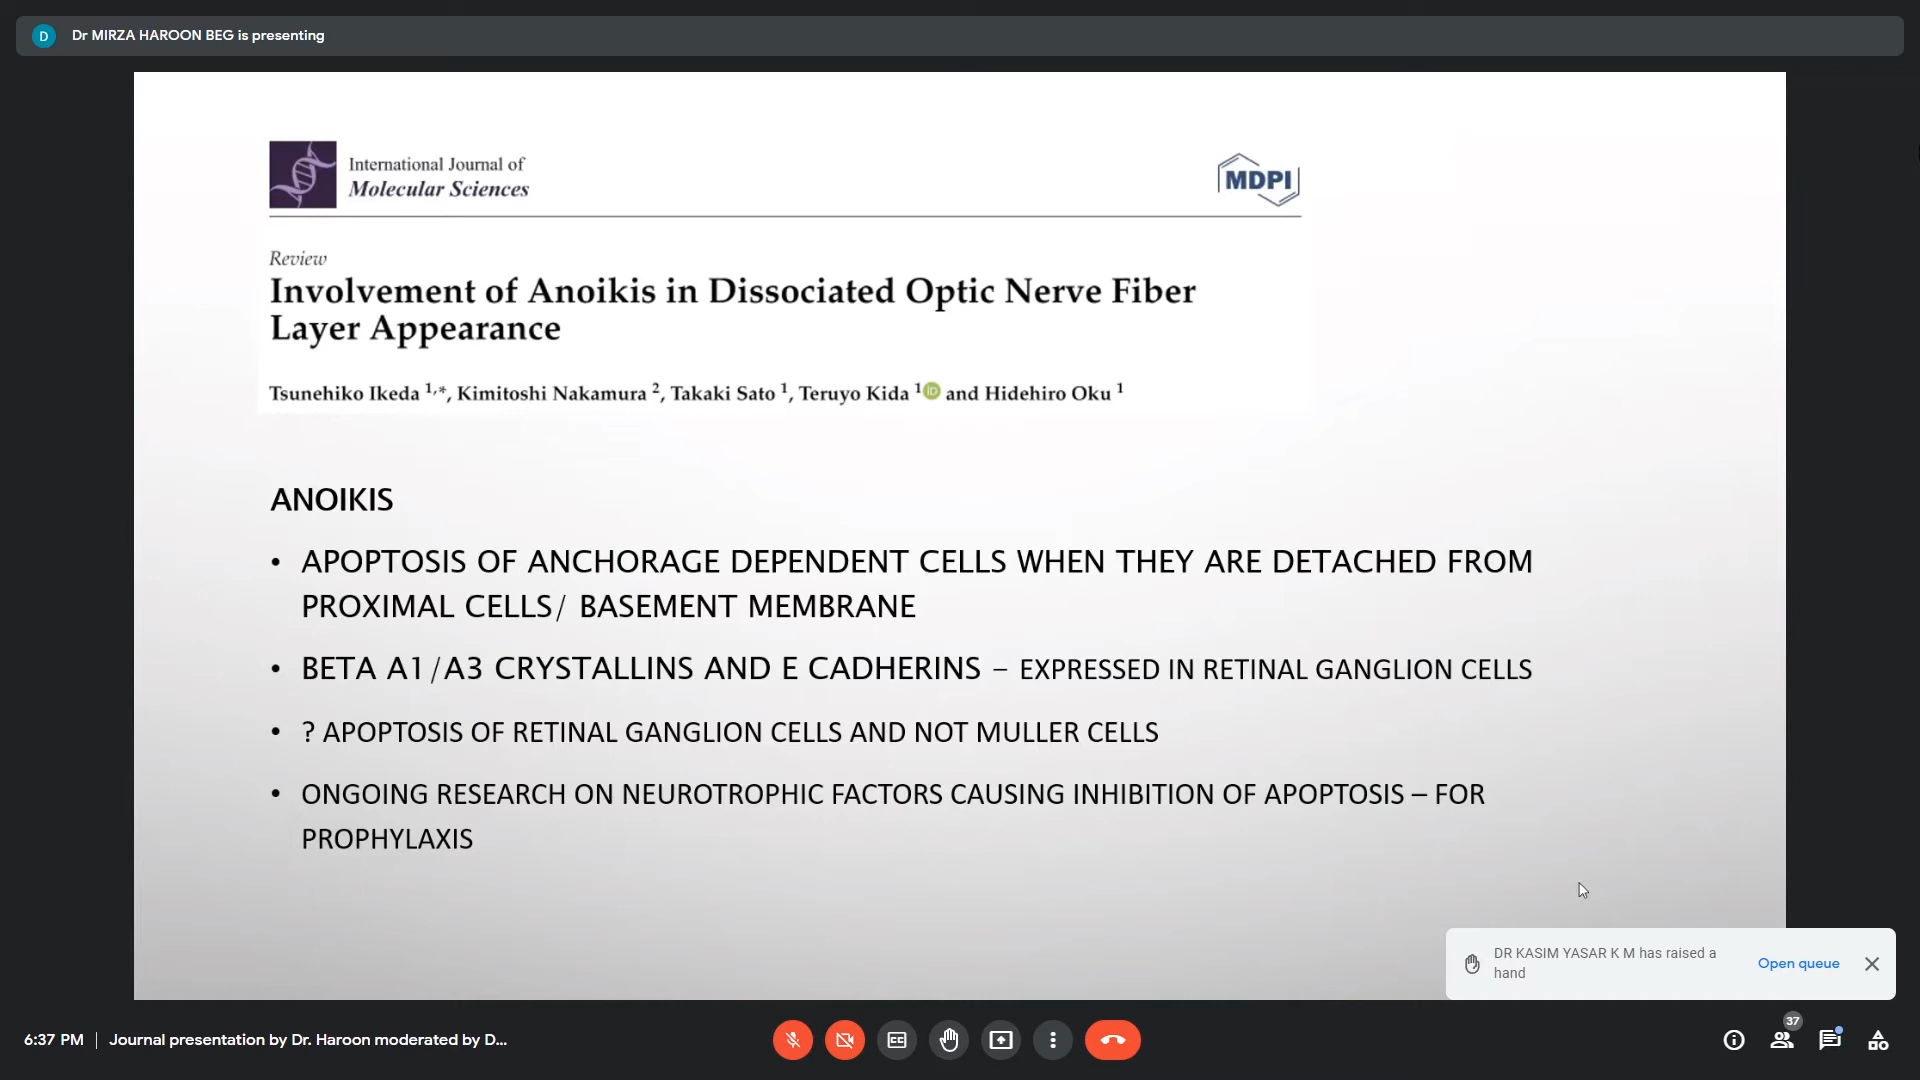 D
Dr MIRZA HAROON BEG is presenting
International Journal of
Molecular Sciences
MDPI
Review
Involvement of Anoikis in Dissociated Optic Nerve Fiber
Layer Appearance
Tsunehiko Ikeda 1,*, Kimitoshi Nakamura 2, Takaki Sato 1, Teruyo Kida 1 iD and Hidehiro Oku 1
ANOIKIS
• APOPTOSIS OF ANCHORAGE DEPENDENT CELLS WHEN THEY ARE DETACHED FROM
PROXIMAL CELLS/ BASEMENT MEMBRANE
• BETA A1/A3 CRYSTALLINS AND E CADHERINS – EXPRESSED IN RETINAL GANGLION CELLS
• ? APOPTOSIS OF RETINAL GANGLION CELLS AND NOT MULLER CELLS
• ONGOING RESEARCH ON NEUROTROPHIC FACTORS CAUSING INHIBITION OF APOPTOSIS – FOR
PROPHYLAXIS
DR KASIM YASAR K M has raised a
hand
Open queue
6:37 PM | Journal presentation by Dr. Haroon moderated by D...
37